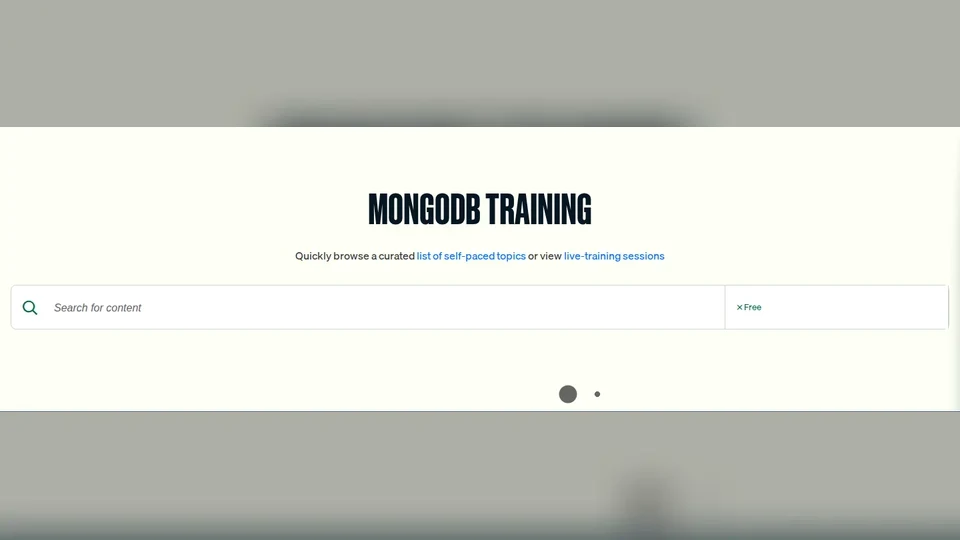 MONGODB TRAINING
Quickly browse a curated list of self-paced topics or view live-training sessions
Search for content
×Free